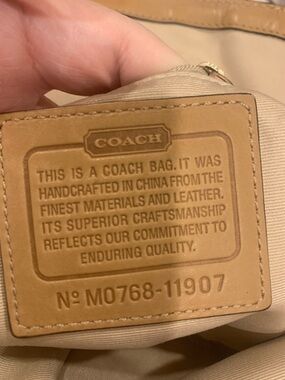 COACH
THIS IS A COACH BAG. IT WAS
HANDCRAFTED IN CHINA FROM THE
FINEST MATERIALS AND LEATHER.
ITS SUPERIOR CRAFTSMANSHIP
REFLECTS OUR COMMITMENT TO
ENDURING QUALITY.
Nº M0768-11907